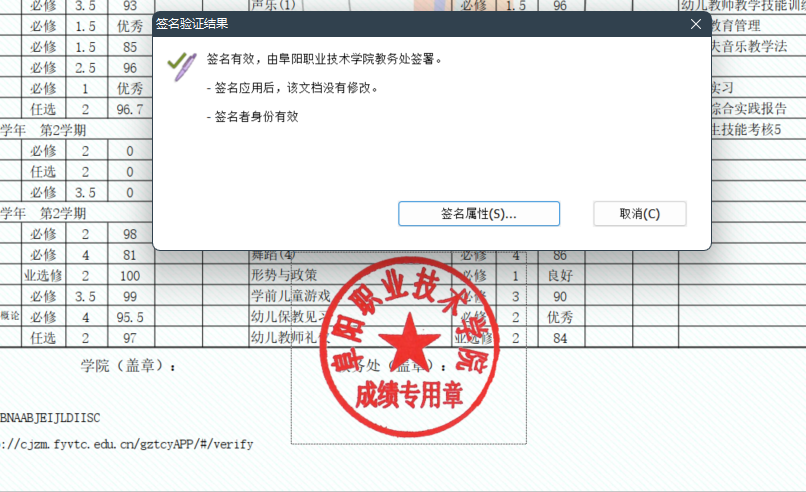 必修 3.5 93 声乐(1) 必修 1.5 96 幼儿教师教学技能训练
签名验证结果
必修 1.5 优秀 教育管理
必修 1.5 85 夫音乐教学法
签名有效，由阜阳职业技术学院教务处签署。
必修 2.5 96
- 签名应用后，该文档没有修改。
必修 1 优秀 实习
任选 2 96.7 综合实践报告
- 签名者身份有效
学年 第2学期 生技能考核5
必修 2 0
任选 2 0
必修 3.5 0
签名属性(S)... 取消(C)
学年 第2学期
必修 2 98
必修 4 81 舞蹈(4) 必修 4 86
业选修 2 100 形势与政策 必修 1 良好
必修 3.5 99 学前儿童游戏 必修 3 90
概论 必修 4 95.5 幼儿保教见习 必修 2 优秀
任选 2 97 幼儿教师礼仪 业选修 2 84
阜阳职业技术学院
成绩专用章
学院（盖章）： 教务处（盖章）：
BNAABJEIJLDIISC
://cjzm.fyvtc.edu.cn/gztcyAPP/#/verify